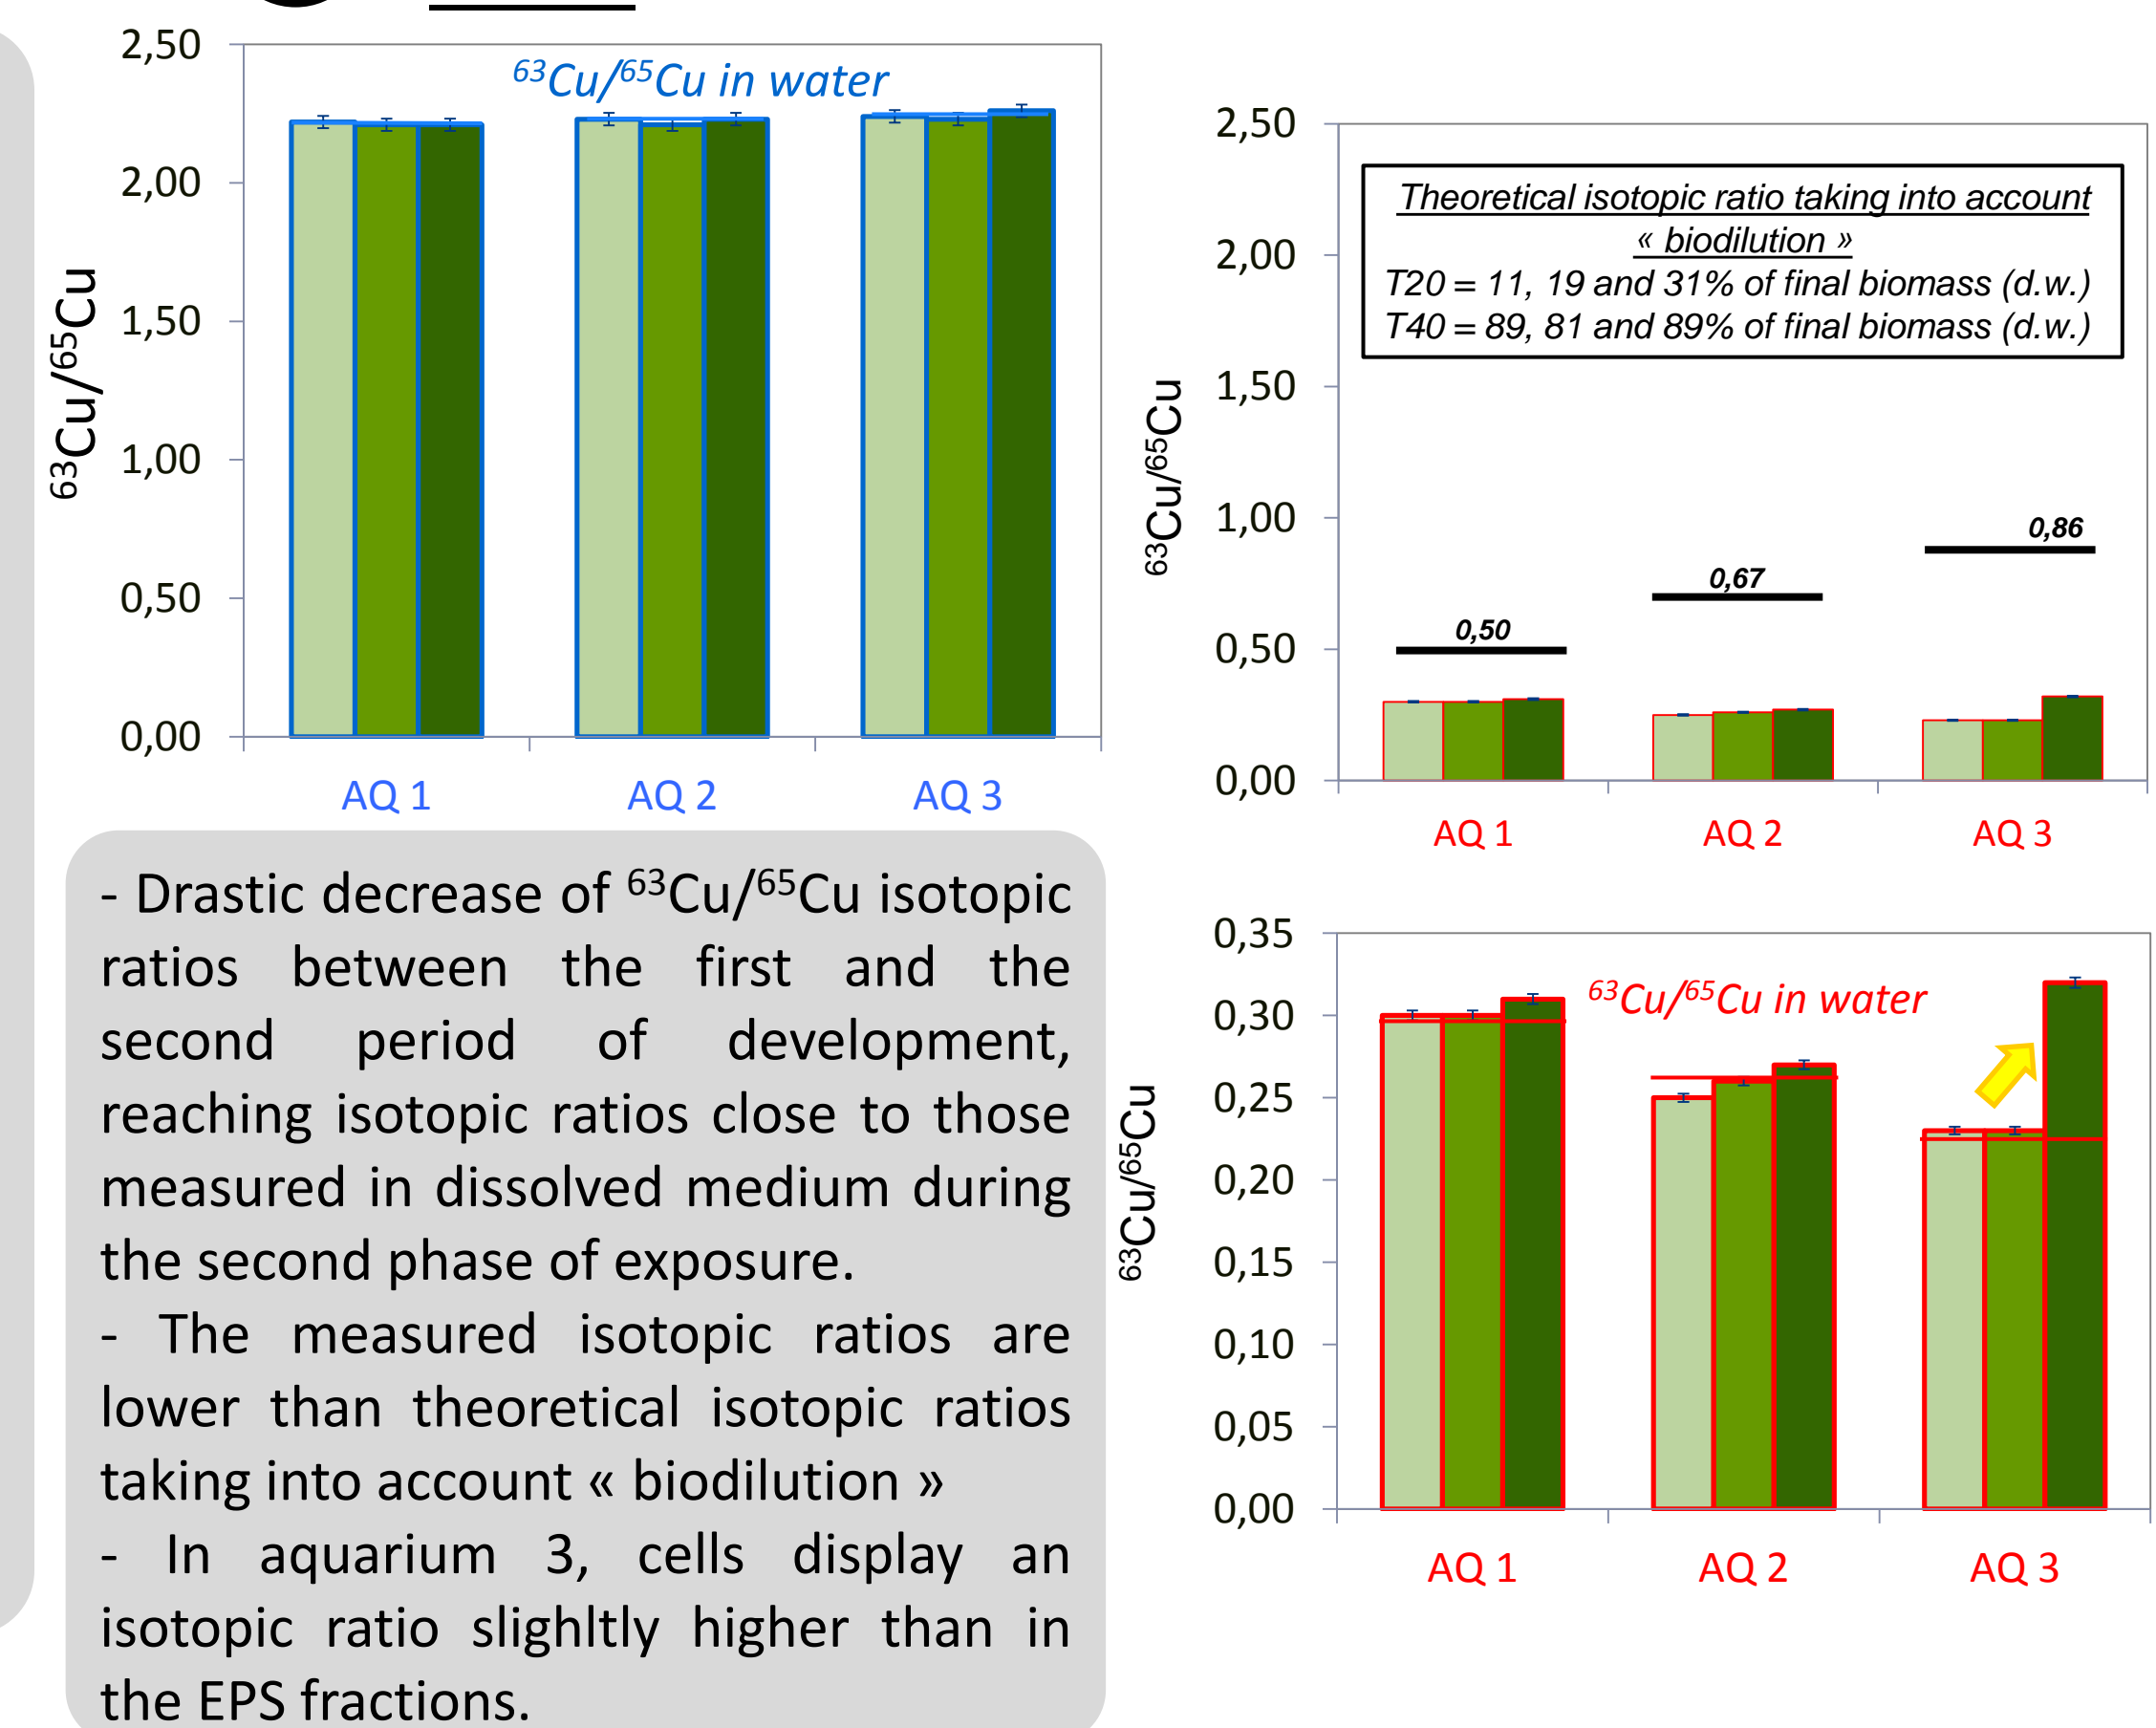 2,50
2,00
1,50
1,00
0,50
0,00
⁶³Cu/⁶⁵Cu
⁶³Cu/⁶⁵Cu in water
AQ 1
AQ 2
AQ 3
2,50
2,00
1,50
1,00
0,50
0,00
⁶³Cu/⁶⁵Cu
Theoretical isotopic ratio taking into account
« biodilution »
T20 = 11, 19 and 31% of final biomass (d.w.)
T40 = 89, 81 and 89% of final biomass (d.w.)
0,50
0,67
0,86
AQ 1
AQ 2
AQ 3
- Drastic decrease of ⁶³Cu/⁶⁵Cu isotopic
ratios between the first and the
second period of development,
reaching isotopic ratios close to those
measured in dissolved medium during
the second phase of exposure.
- The measured isotopic ratios are
lower than theoretical isotopic ratios
taking into account « biodilution »
- In aquarium 3, cells display an
isotopic ratio slighltly higher than in
the EPS fractions.
0,35
0,30
0,25
0,20
0,15
0,10
0,05
0,00
⁶³Cu/⁶⁵Cu
⁶³Cu/⁶⁵Cu in water
AQ 1
AQ 2
AQ 3